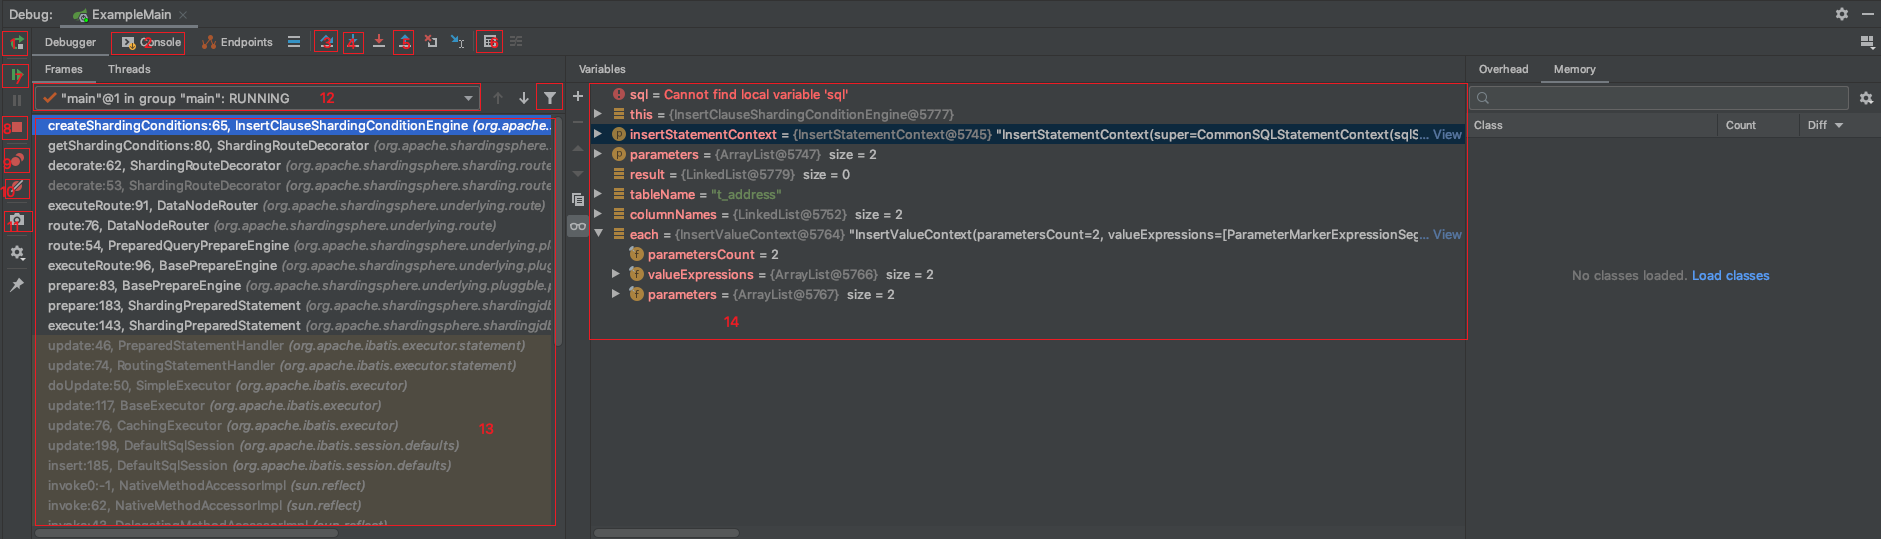 Debug: ExampleMain
Debugger Console Endpoints
Frames Threads
"main"@1 in group "main": RUNNING 12
createShardingConditions:65, InsertClauseShardingConditionEngine (org.apache.
getShardingConditions:80, ShardingRouteDecorator (org.apache.shardingsphere.
decorate:62, ShardingRouteDecorator (org.apache.shardingsphere.sharding.route
decorate:53, ShardingRouteDecorator (org.apache.shardingsphere.sharding.route
executeRoute:91, DataNodeRouter (org.apache.shardingsphere.underlying.route)
route:76, DataNodeRouter (org.apache.shardingsphere.underlying.route)
route:54, PreparedQueryPrepareEngine (org.apache.shardingsphere.underlying.pl
executeRoute:96, BasePrepareEngine (org.apache.shardingsphere.underlying.plugg
prepare:83, BasePrepareEngine (org.apache.shardingsphere.underlying.pluggble.p
prepare:183, ShardingPreparedStatement (org.apache.shardingsphere.shardingjdb
execute:143, ShardingPreparedStatement (org.apache.shardingsphere.shardingjdb
update:46, PreparedStatementHandler (org.apache.ibatis.executor.statement)
update:74, RoutingStatementHandler (org.apache.ibatis.executor.statement)
doUpdate:50, SimpleExecutor (org.apache.ibatis.executor)
update:117, BaseExecutor (org.apache.ibatis.executor)
update:76, CachingExecutor (org.apache.ibatis.executor)
13
update:198, DefaultSqlSession (org.apache.ibatis.session.defaults)
insert:185, DefaultSqlSession (org.apache.ibatis.session.defaults)
invoke0:-1, NativeMethodAccessorImpl (sun.reflect)
invoke:62, NativeMethodAccessorImpl (sun.reflect)
invoke:43, DelegatingMethodAccessorImpl (sun.reflect)
8
9
10
11
Variables
sql = Cannot find local variable 'sql'
this = {InsertClauseShardingConditionEngine@5777}
insertStatementContext = {InsertStatementContext@5745} "InsertStatementContext(super=CommonSQLStatementContext(sqlS... View
parameters = {ArrayList@5747} size = 2
result = {LinkedList@5779} size = 0
tableName = "t_address"
columnNames = {LinkedList@5752} size = 2
each = {InsertValueContext@5764} "InsertValueContext(parametersCount=2, valueExpressions=[ParameterMarkerExpressionSeg... View
parametersCount = 2
valueExpressions = {ArrayList@5766} size = 2
parameters = {ArrayList@5767} size = 2
14
Overhead Memory
Class Count Diff
No classes loaded. Load classes